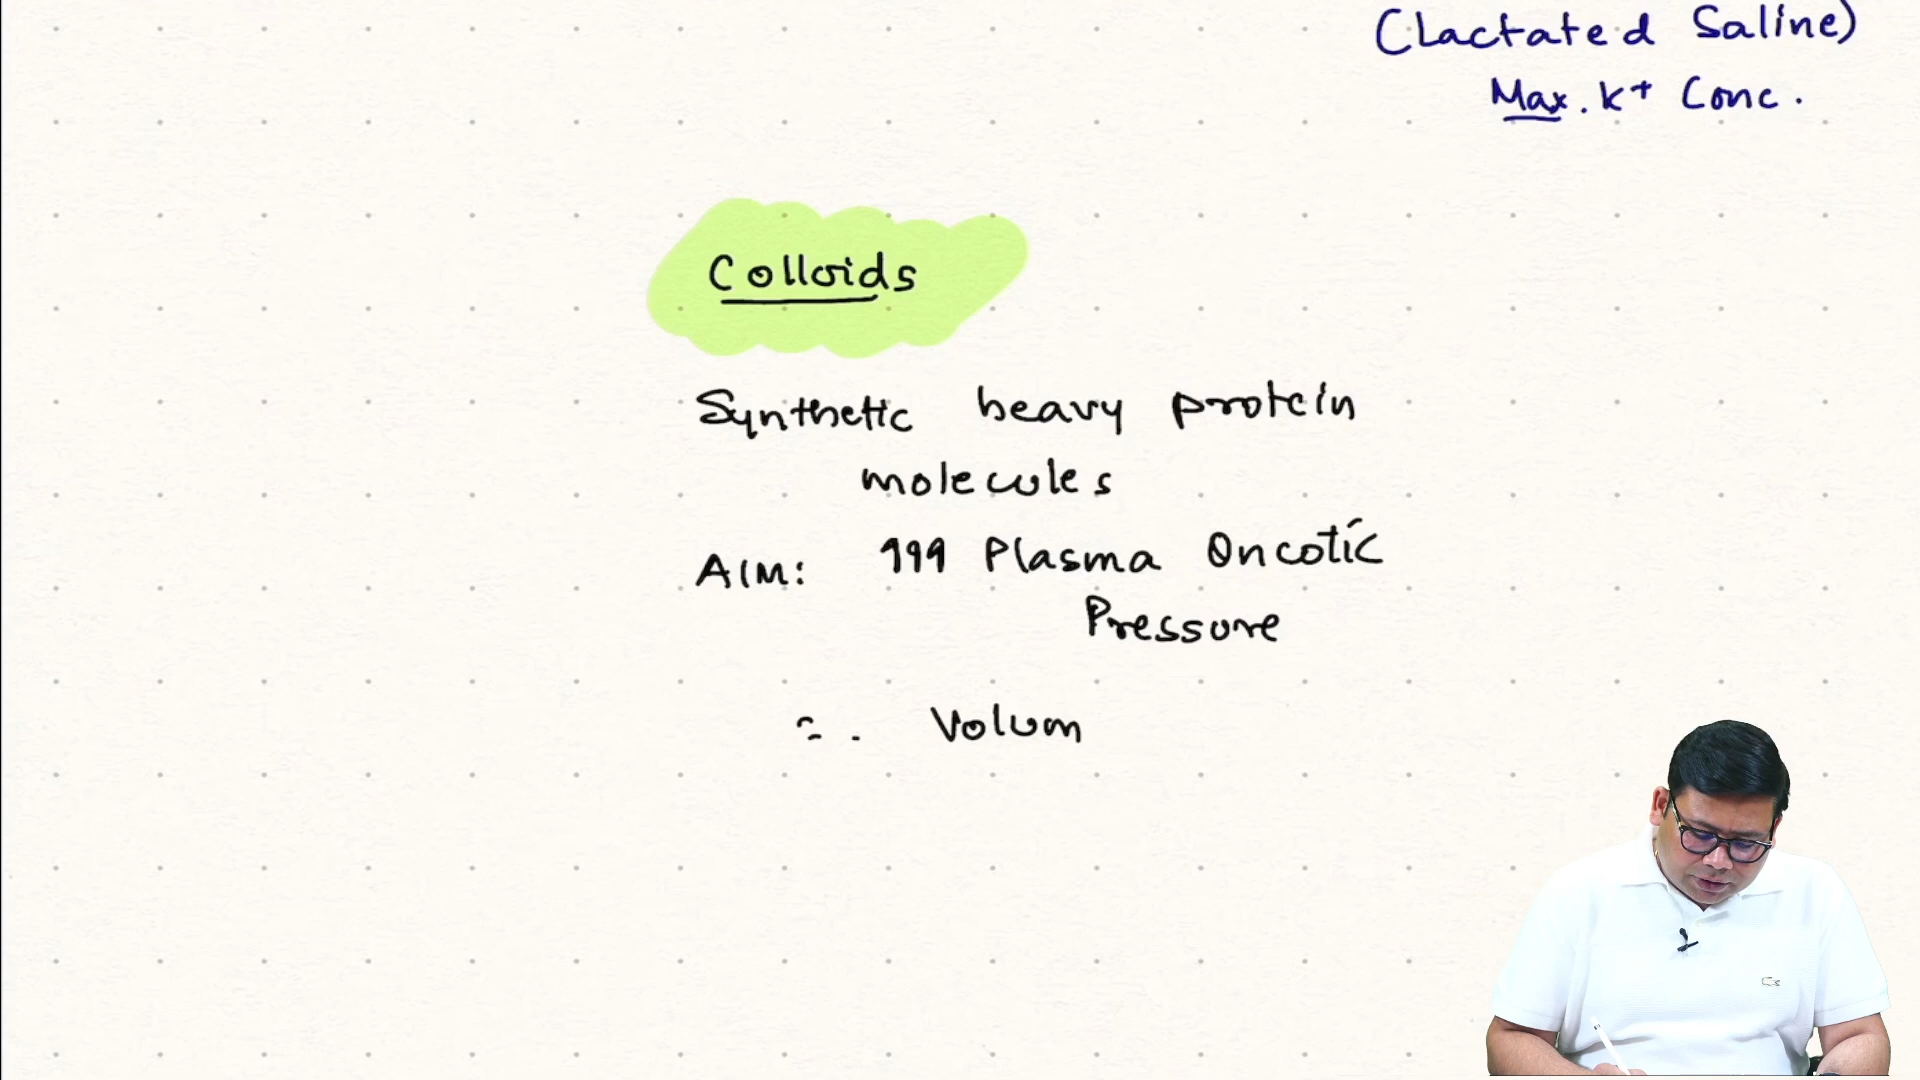 (Lactated Saline)
Max. K+ Conc.
Colloids
Synthetic heavy protein
molecules
AIM: ↑↑↑ Plasma Oncotic
Pressure
∴ Volum